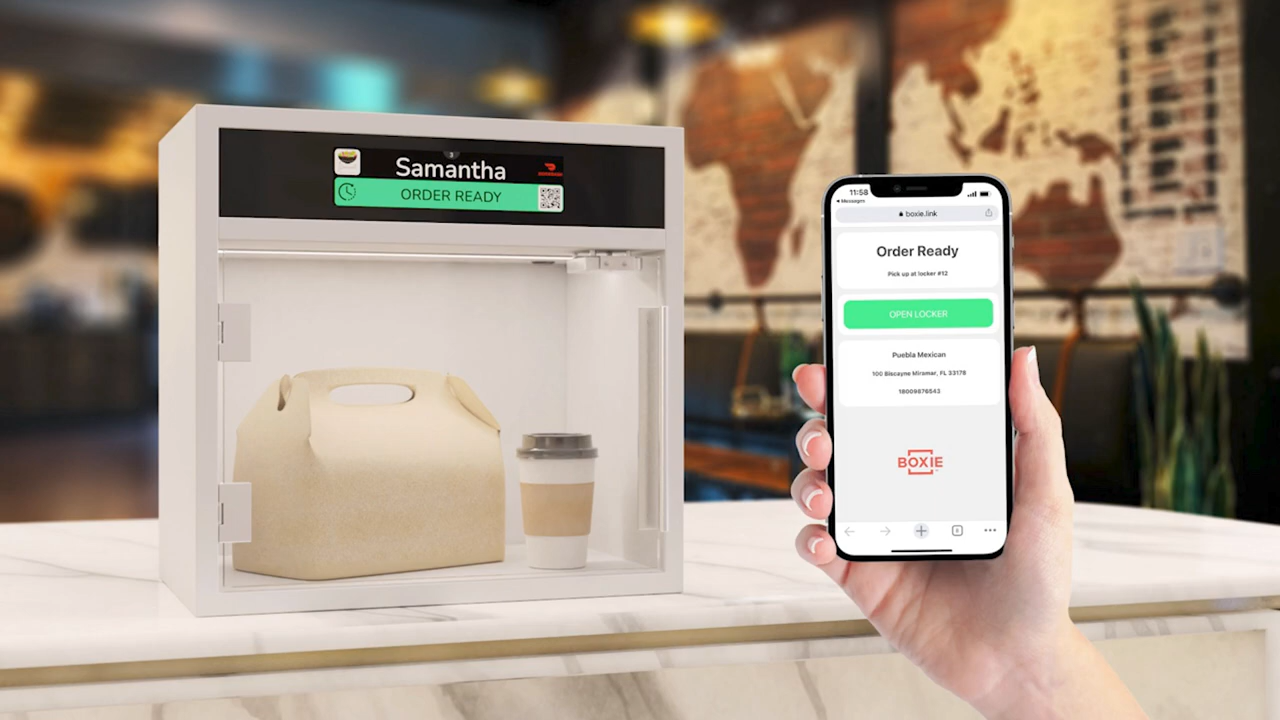 Samantha
DOORDASH
ORDER READY
11:58
Messages
boxie.link
Order Ready
Pick up at locker #12
OPEN LOCKER
Puebla Mexican
100 Biscayne Miramar, FL 33178
18009876543
BOXIE